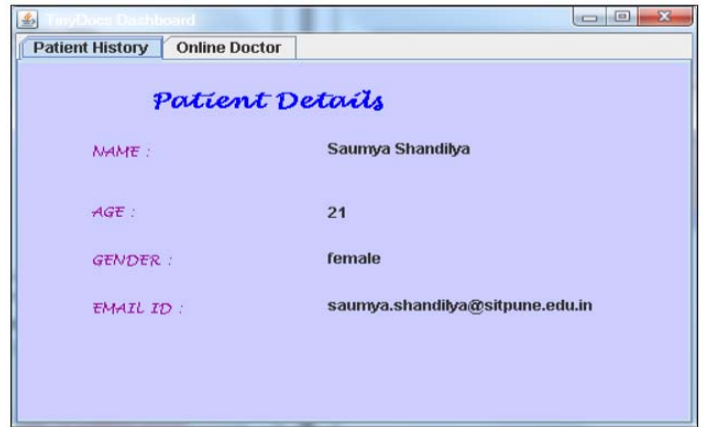 TinyDocs Dashboard
Patient History Online Doctor
Patient Details
NAME : Saumya Shandilya
AGE : 21
GENDER : female
EMAIL ID : saumya.shandilya@sitpune.edu.in